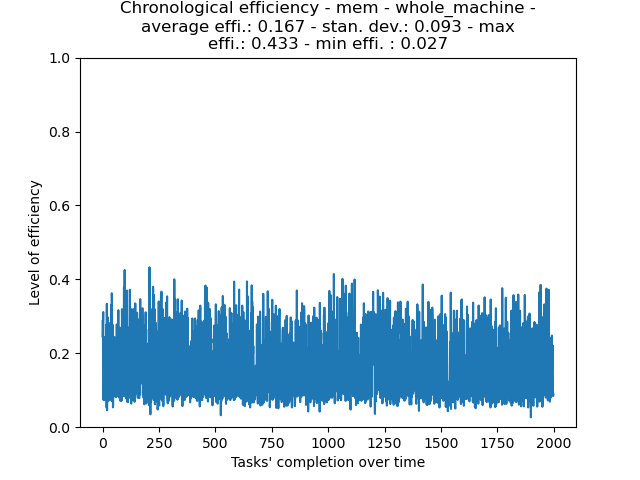 Chronological efficiency - mem - whole_machine -
average effi.: 0.167 - stan. dev.: 0.093 - max
effi.: 0.433 - min effi. : 0.027
1.0
0.8
0.6
0.4
0.2
0.0
Level of efficiency
0 250 500 750 1000 1250 1500 1750 2000
Tasks' completion over time